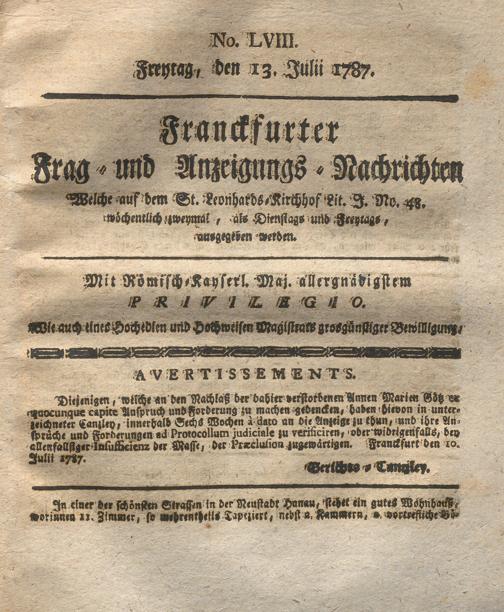 No. LVIII.
Freytag, den 13. Julii 1787.
Franckfurter
Frag- und Anzeigungs-Nachrichten
Welche auf dem St. Leonhards-Kirchhof Lit. J. No. 48.
wöchentlich zweymal, als Dienstags und Freytags,
ausgegeben werden.
Mit Römisch-Kayserl. Maj. allergnädigstem
PRIVILEGIO.
Wie auch eines Hochedlen und Hochweisen Magistrats grosgünstiger Bewilligung.
AVERTISSEMENTS.
Diejenigen, welche an den Nachlaß der dahier verstorbenen Annen Marien Götz ex
quocunque capite Anspruch und Forderung zu machen gedencken, haben hievon in unter-
zeichneter Canzley, innerhalb Sechs Wochen à dato an die Anzeige zu thun, und ihre An-
sprüche und Forderungen ad Protocollum judiciale zu verificiren, oder widrigenfalls, bey
allenfallsiger Insufficienz der Masse, der Præclusion zugewärtigen. Franckfurt den 10.
Julii 1787.
Gerichts-Canzley.
In einer der schönsten Strassen in der Neustadt Hanau, stehet ein gutes Wohnhauß,
worinnen 11. Zimmer, so mehrentheils Tapeziert, nebst 2. Kammern, 2. vortrefliche